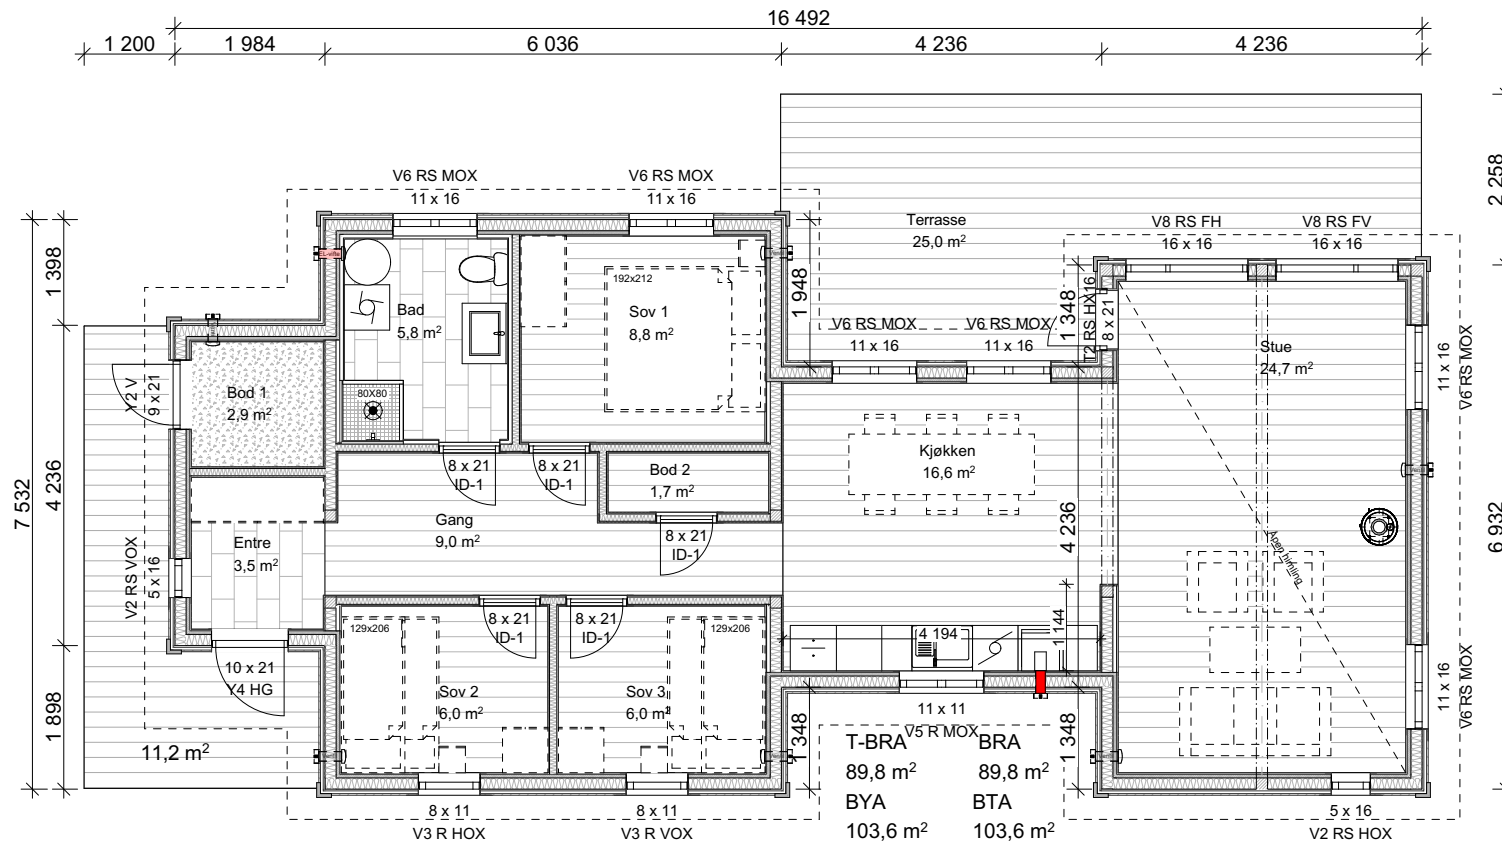 16 492
1 200
1 984
6 036
4 236
4 236
2 258
6 932
7 532
1 398
4 236
1 898
V6 RS MOX
11 x 16
V6 RS MOX
11 x 16
Terrasse
25,0 m²
V8 RS FH
16 x 16
V8 RS FV
16 x 16
1 948
V6 RS MOX
11 x 16
V6 RS MOX
11 x 16
1 348
T2 RS HX16
8 x 21
Bad
5,8 m²
80X80
192x212
Sov 1
8,8 m²
Stue
24,7 m²
11 x 16
V6 RS MOX
Y2 V
9 x 21
Bod 1
2,9 m²
8 x 21
ID-1
8 x 21
ID-1
Bod 2
1,7 m²
Kjøkken
16,6 m²
Gang
9,0 m²
8 x 21
ID-1
4 236
Åpen himling
V2 RS VOX
5 x 16
Entre
3,5 m²
129x206
8 x 21
ID-1
8 x 21
ID-1
129x206
4 194
1 144
10 x 21
Y4 HG
Sov 2
6,0 m²
Sov 3
6,0 m²
11 x 16
V6 RS MOX
11,2 m²
11 x 11
V5 R MOX
1 348
1 348
T-BRA
BRA
89,8 m²
89,8 m²
BYA
BTA
103,6 m²
103,6 m²
8 x 11
V3 R HOX
8 x 11
V3 R VOX
5 x 16
V2 RS HOX